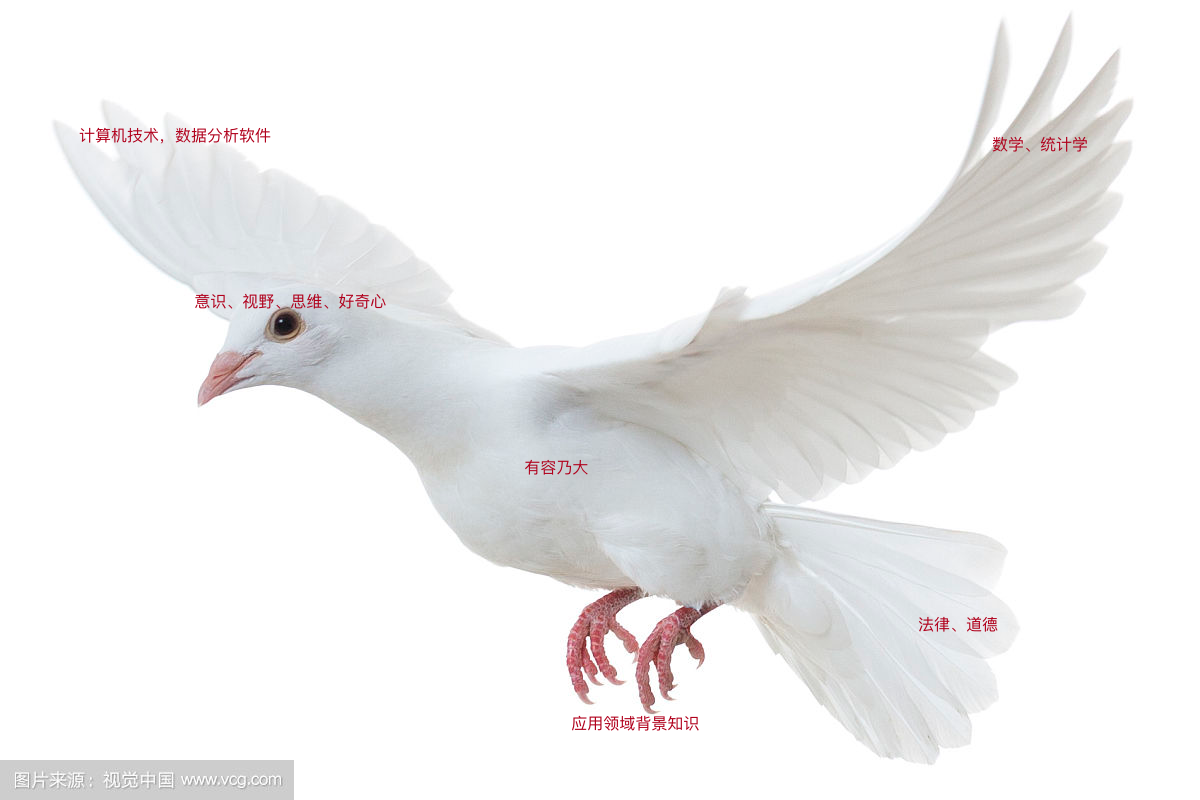 计算机技术，数据分析软件
数学、统计学
意识、视野、思维、好奇心
有容乃大
法律、道德
应用领域背景知识
图片来源：视觉中国 www.vcg.com